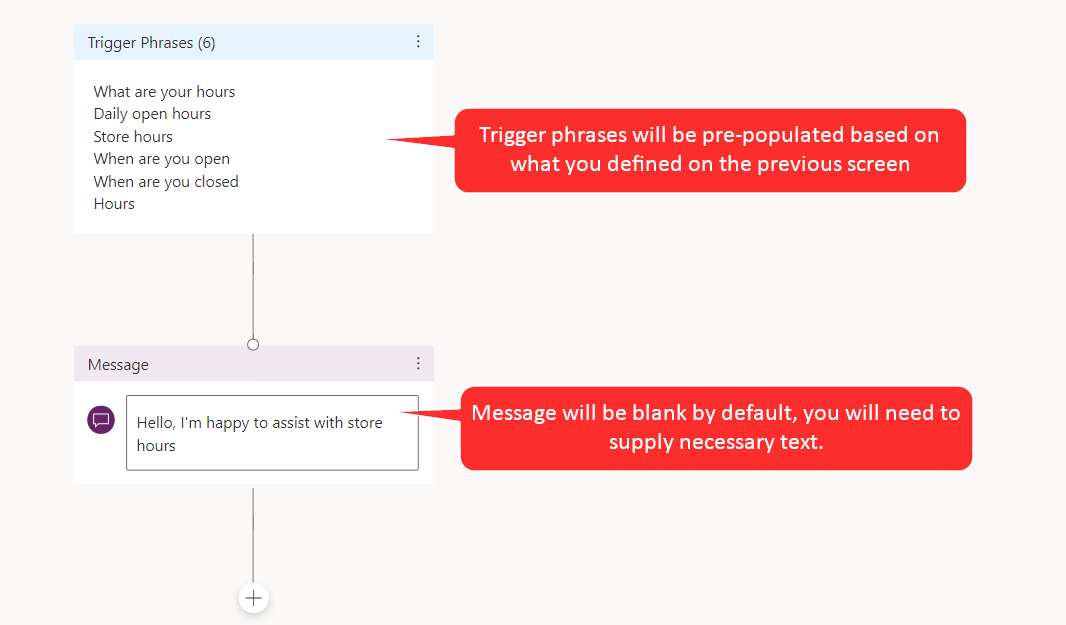 Trigger Phrases (6)
What are your hours
Daily open hours
Store hours
When are you open
When are you closed
Hours
Trigger phrases will be pre-populated based on
what you defined on the previous screen
Message
Hello, I'm happy to assist with store
hours
Message will be blank by default, you will need to
supply necessary text.